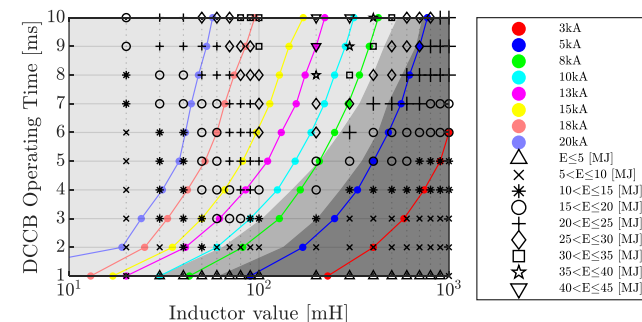 DCCB Operating Time [ms]
10
9
8
7
6
5
4
3
2
1
10^1
10^2
10^3
Inductor value [mH]
3kA
5kA
8kA
10kA
13kA
15kA
18kA
20kA
E≤5 [MJ]
5<E≤10 [MJ]
10<E≤15 [MJ]
15<E≤20 [MJ]
20<E≤25 [MJ]
25<E≤30 [MJ]
30<E≤35 [MJ]
35<E≤40 [MJ]
40<E≤45 [MJ]